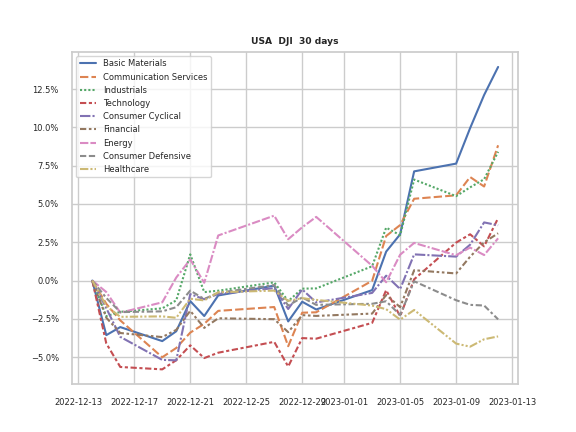 USA DJI 30 days
Basic Materials
Communication Services
Industrials
Technology
Consumer Cyclical
Financial
Energy
Consumer Defensive
Healthcare
12.5%
10.0%
7.5%
5.0%
2.5%
0.0%
−2.5%
−5.0%
2022-12-13 2022-12-17 2022-12-21 2022-12-25 2022-12-29 2023-01-01 2023-01-05 2023-01-09 2023-01-13